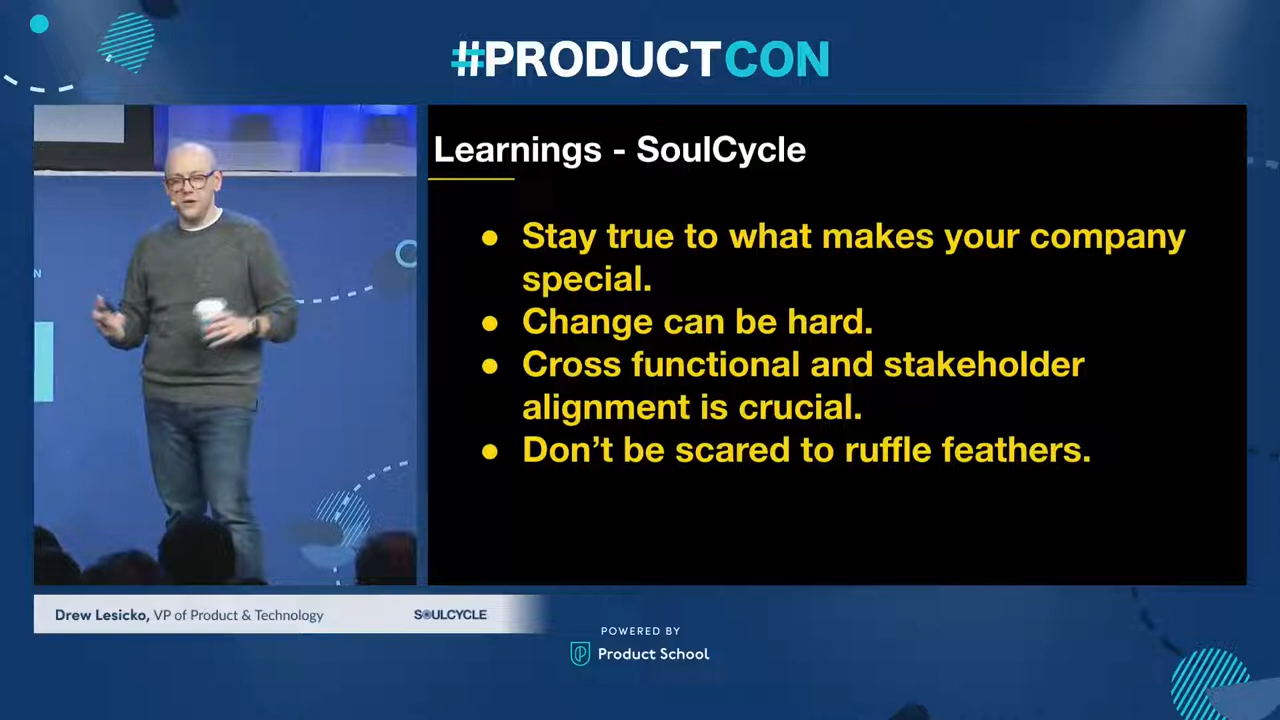 #PRODUCTCON
Learnings - SoulCycle
● Stay true to what makes your company
special.
● Change can be hard.
● Cross functional and stakeholder
alignment is crucial.
● Don’t be scared to ruffle feathers.
N
Drew Lesicko, VP of Product & Technology
SOULCYCLE
POWERED BY
Product School